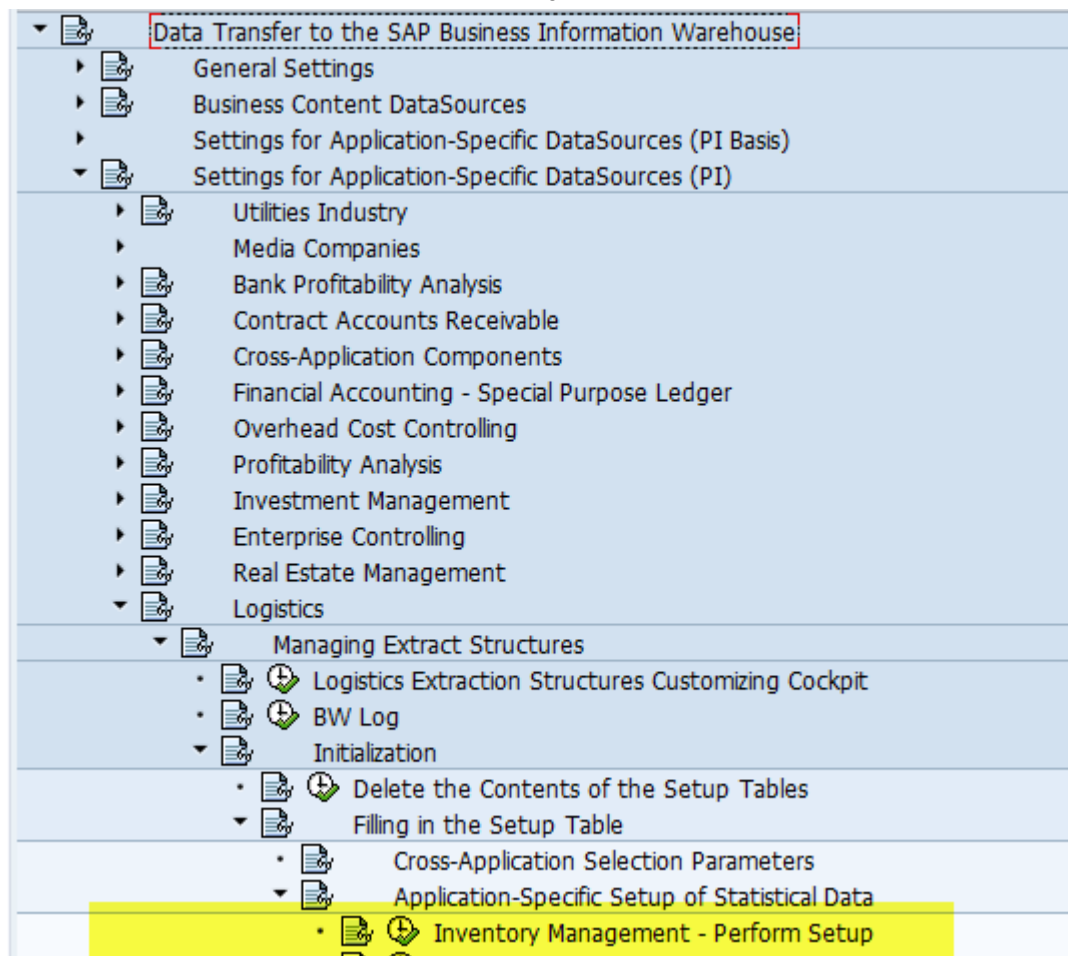 Data Transfer to the SAP Business Information Warehouse
General Settings
Business Content DataSources
Settings for Application-Specific DataSources (PI Basis)
Settings for Application-Specific DataSources (PI)
Utilities Industry
Media Companies
Bank Profitability Analysis
Contract Accounts Receivable
Cross-Application Components
Financial Accounting - Special Purpose Ledger
Overhead Cost Controlling
Profitability Analysis
Investment Management
Enterprise Controlling
Real Estate Management
Logistics
Managing Extract Structures
Logistics Extraction Structures Customizing Cockpit
BW Log
Initialization
Delete the Contents of the Setup Tables
Filling in the Setup Table
Cross-Application Selection Parameters
Application-Specific Setup of Statistical Data
Inventory Management - Perform Setup